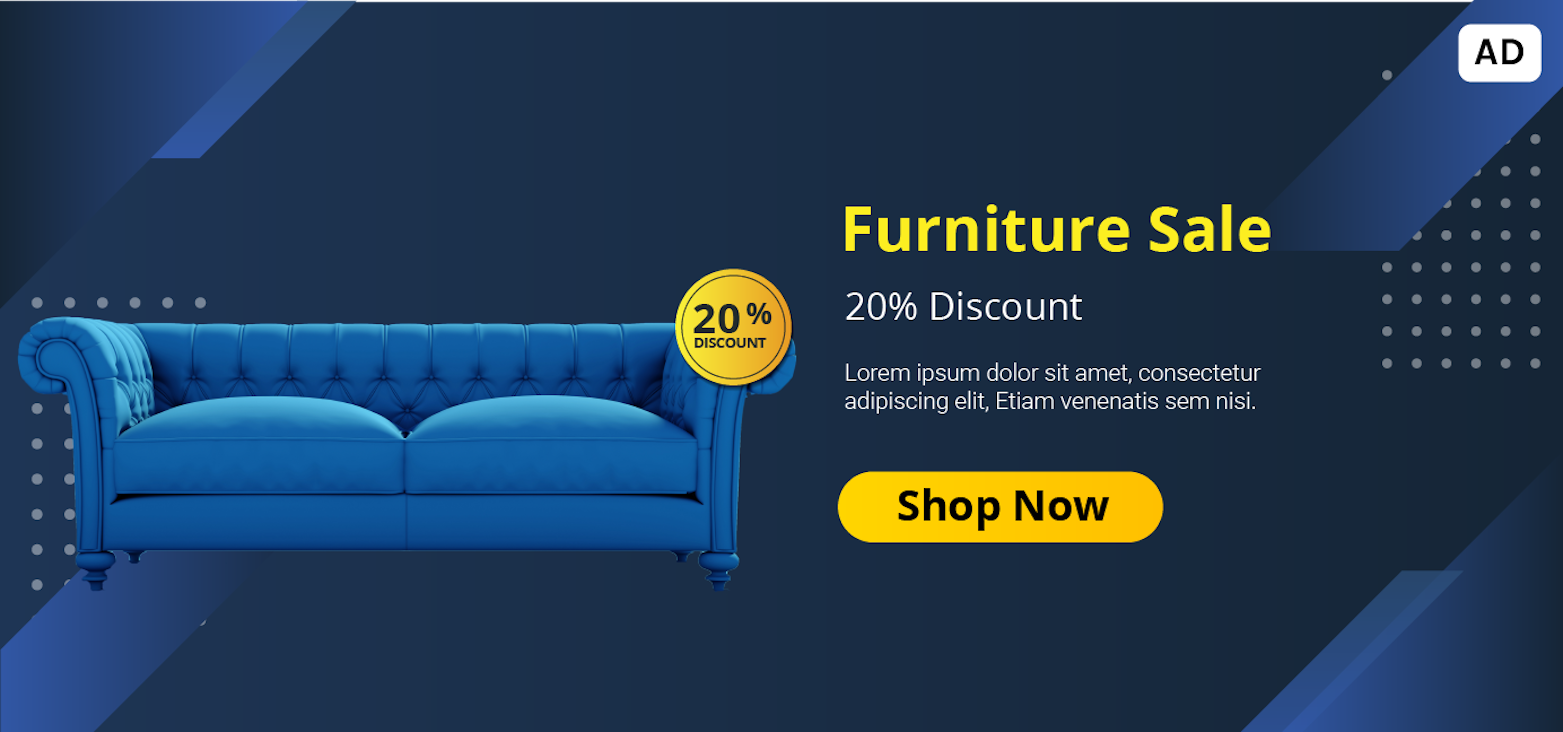 AD
Furniture Sale
20% Discount
20%
DISCOUNT
Lorem ipsum dolor sit amet, consectetur
adipiscing elit, Etiam venenatis sem nisi.
Shop Now